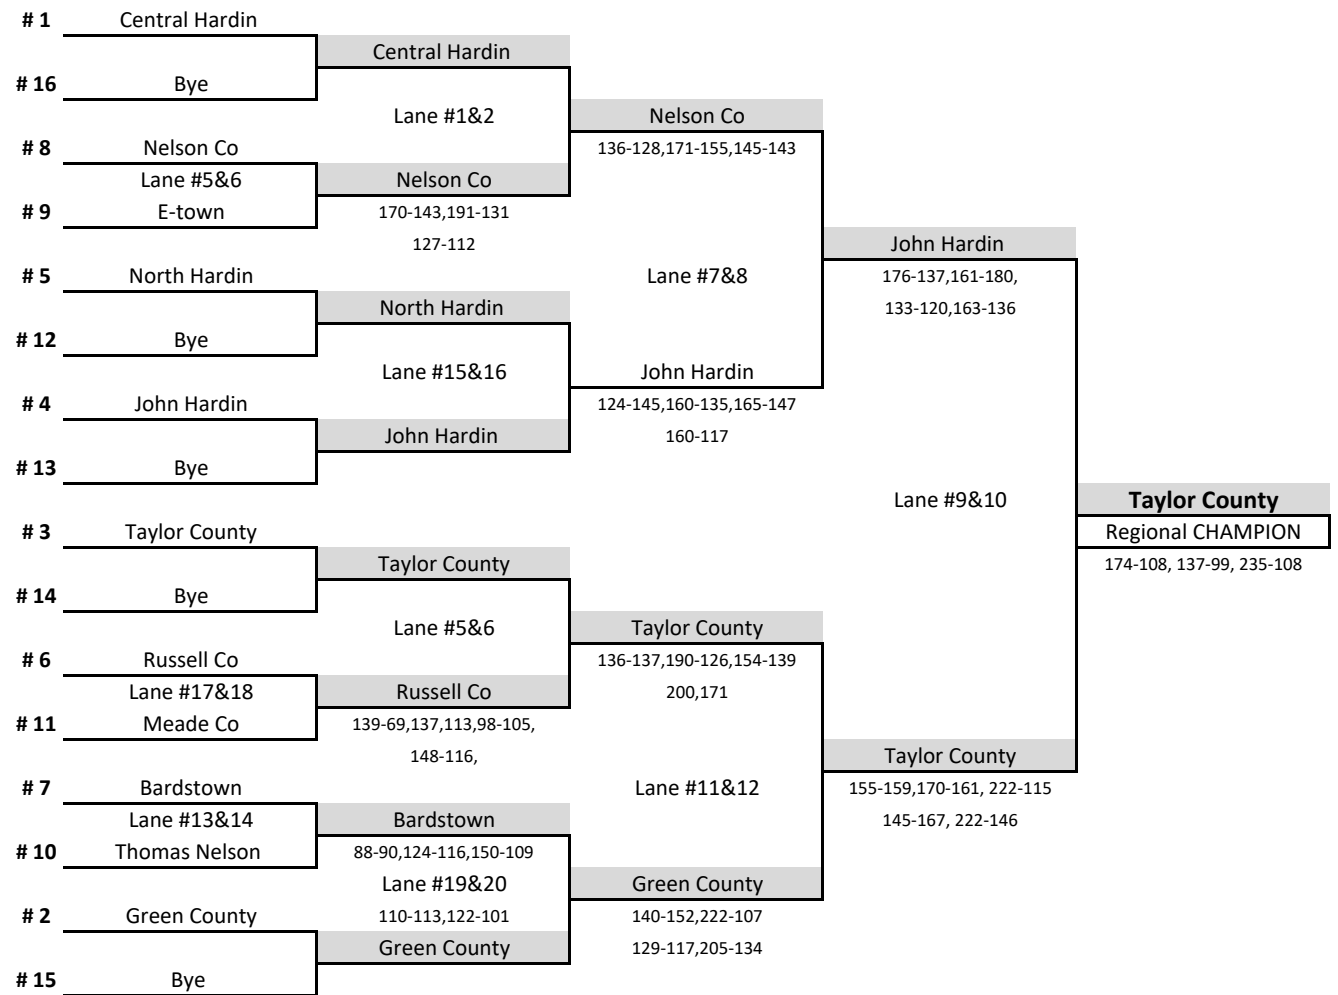 # 1 Central Hardin
Central Hardin
# 16 Bye
Lane #1&2 Nelson Co
# 8 Nelson Co 136-128,171-155,145-143
Lane #5&6 Nelson Co
# 9 E-town 170-143,191-131
127-112 John Hardin
# 5 North Hardin Lane #7&8 176-137,161-180,
North Hardin 133-120,163-136
# 12 Bye
Lane #15&16 John Hardin
# 4 John Hardin 124-145,160-135,165-147
John Hardin 160-117
# 13 Bye
Lane #9&10 Taylor County
# 3 Taylor County Regional CHAMPION
Taylor County 174-108, 137-99, 235-108
# 14 Bye
Lane #5&6 Taylor County
# 6 Russell Co 136-137,190-126,154-139
Lane #17&18 Russell Co 200,171
# 11 Meade Co 139-69,137,113,98-105,
148-116, Taylor County
# 7 Bardstown Lane #11&12 155-159,170-161, 222-115
Lane #13&14 Bardstown 145-167, 222-146
# 10 Thomas Nelson 88-90,124-116,150-109
Lane #19&20 Green County
# 2 Green County 110-113,122-101 140-152,222-107
Green County 129-117,205-134
# 15 Bye